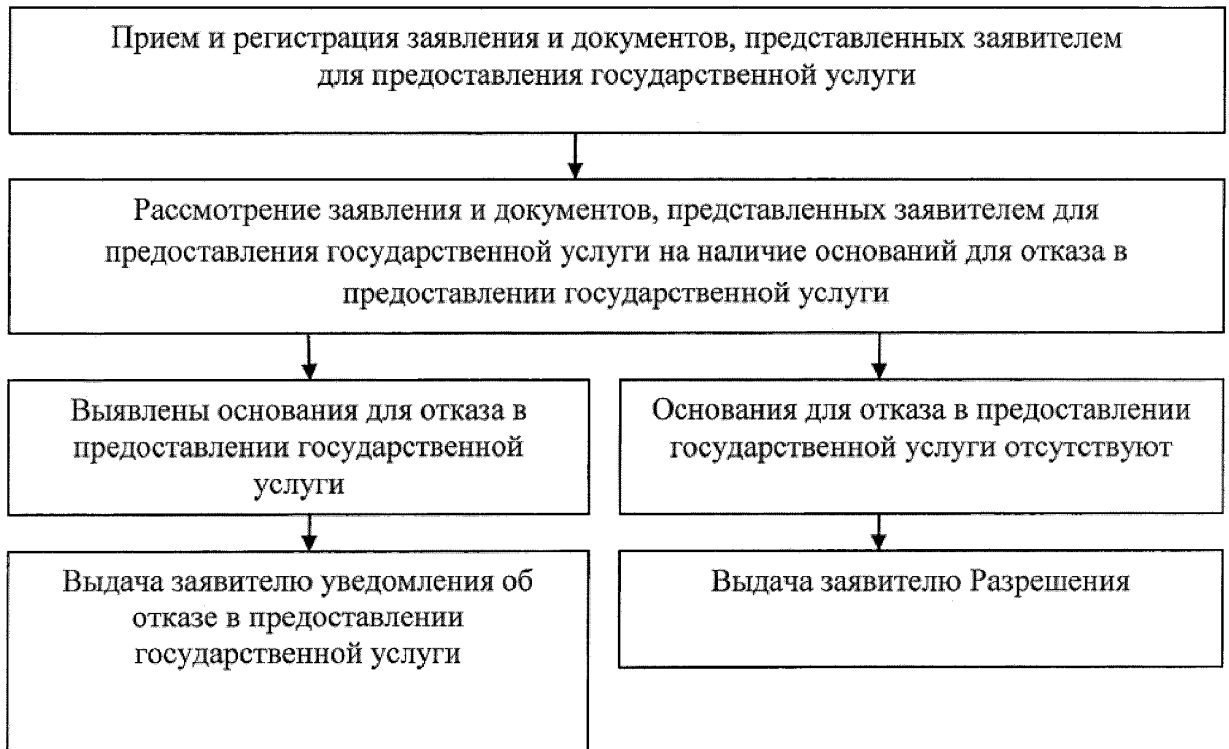 Прием и регистрация заявления и документов, представленных заявителем
для предоставления государственной услуги
Рассмотрение заявления и документов, представленных заявителем для
предоставления государственной услуги на наличие оснований для отказа в
предоставлении государственной услуги
Выявлены основания для отказа в
предоставлении государственной
услуги
Основания для отказа в предоставлении
государственной услуги отсутствуют
Выдача заявителю уведомления об
отказе в предоставлении
государственной услуги
Выдача заявителю Разрешения